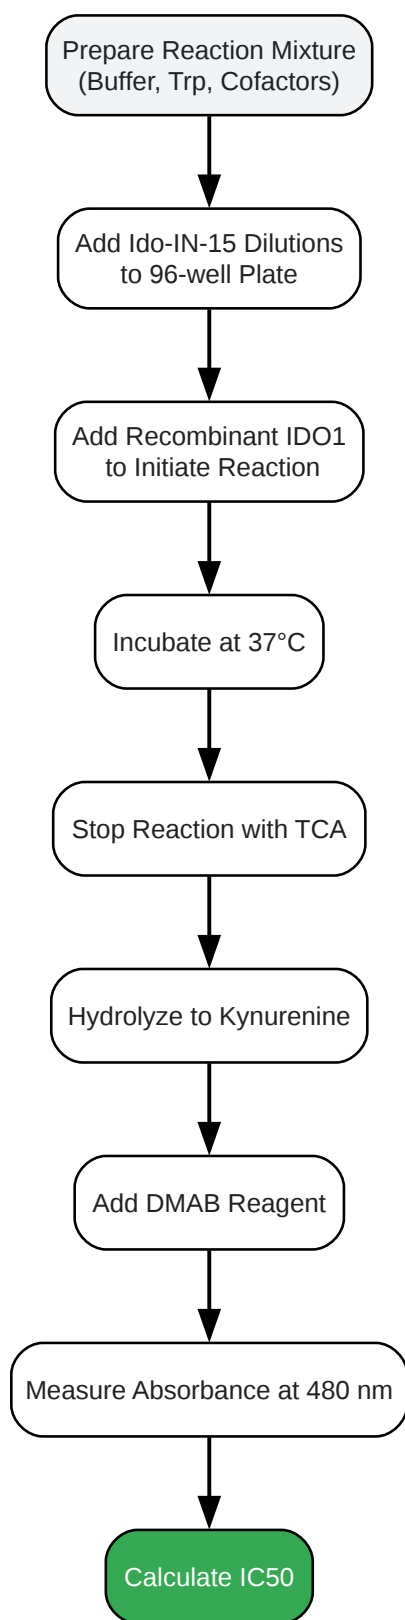 Prepare Reaction Mixture
(Buffer, Trp, Cofactors)
Add Ido-IN-15 Dilutions
to 96-well Plate
Add Recombinant IDO1
to Initiate Reaction
Incubate at 37°C
Stop Reaction with TCA
Hydrolyze to Kynurenine
Add DMAB Reagent
Measure Absorbance at 480 nm
Calculate IC50